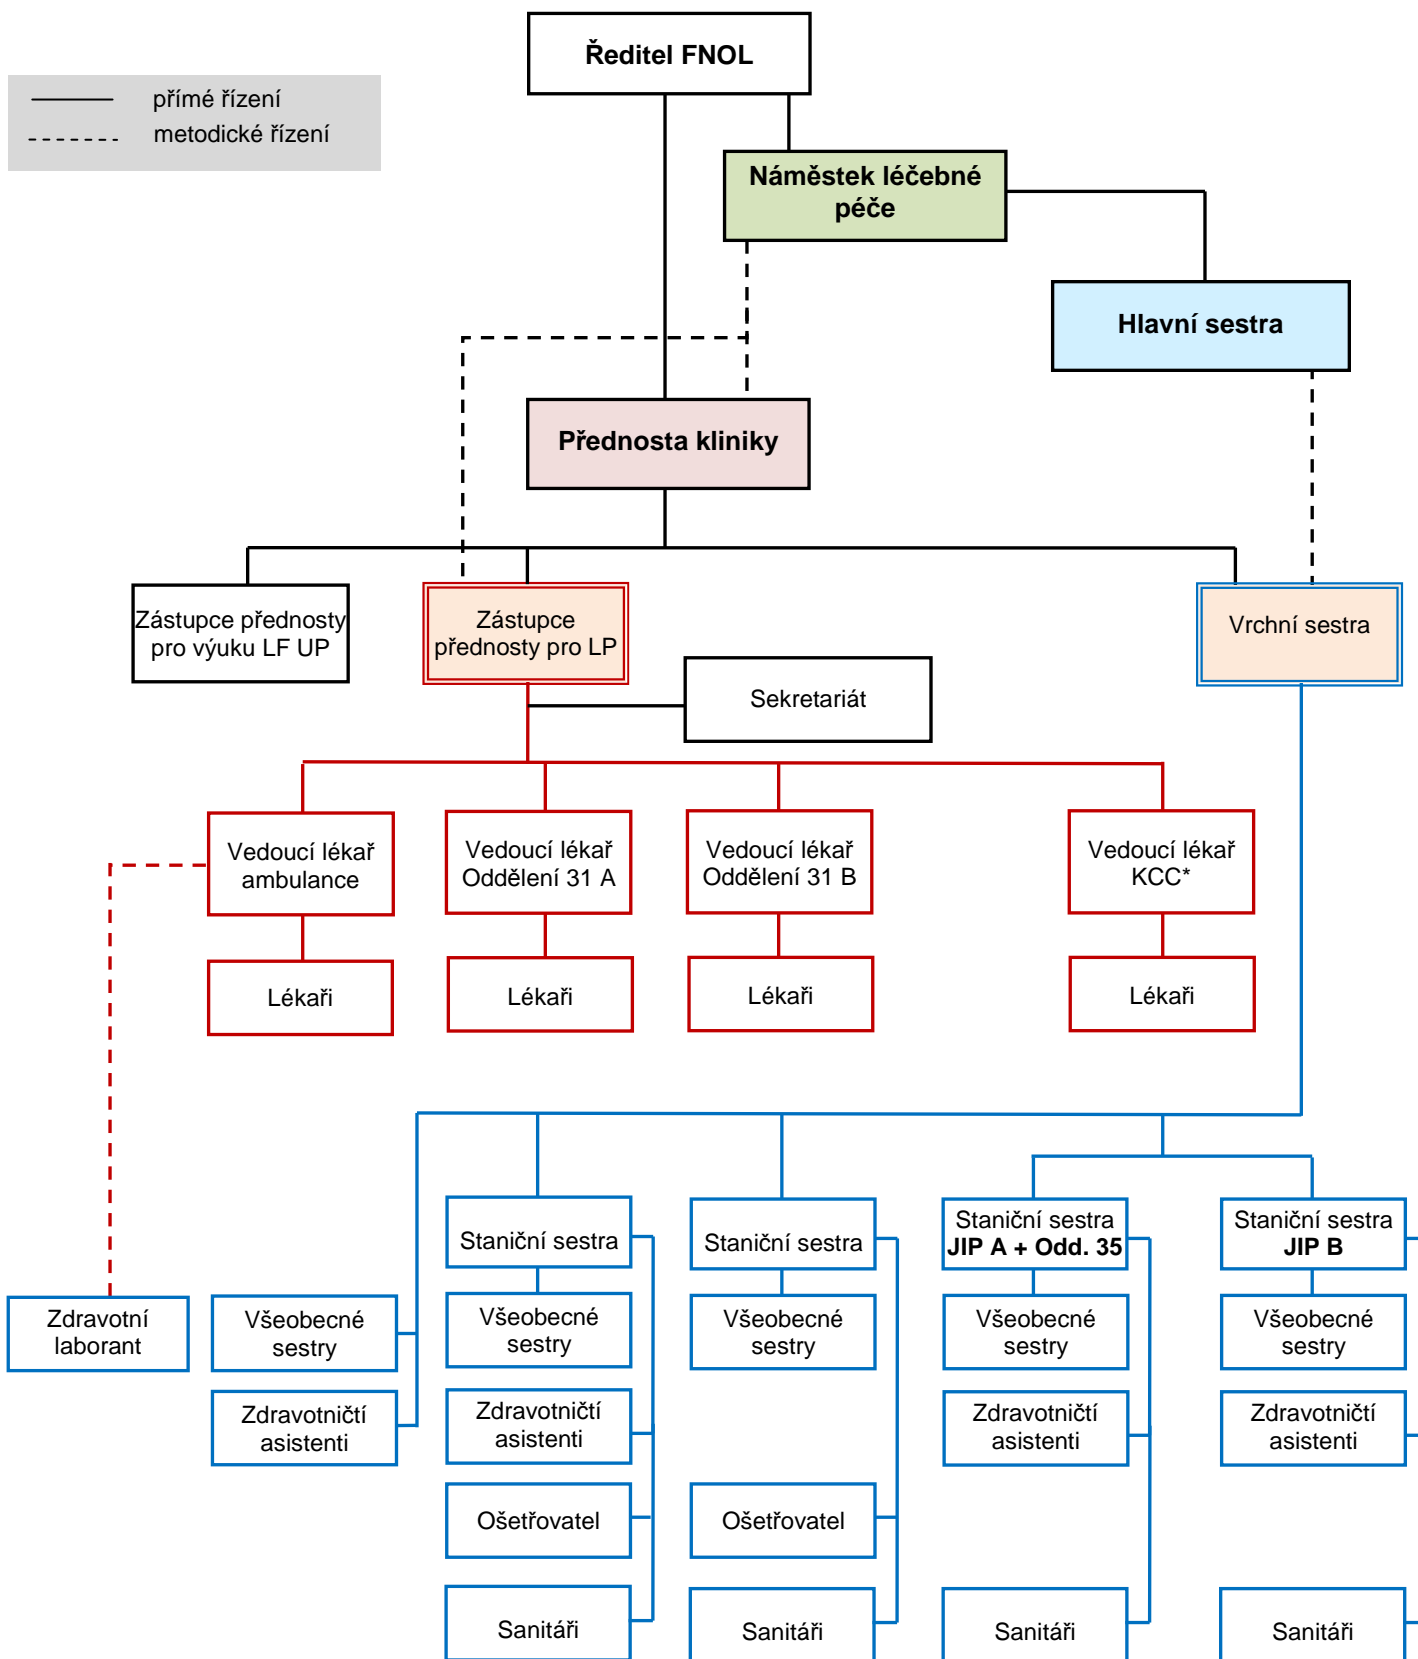 Ředitel FNOL
přímé řízení
metodické řízení
Náměstek léčebné
péče
Hlavní sestra
Přednosta kliniky
Zástupce přednosty
pro výuku LF UP
Zástupce
přednosty pro LP
Vrchní sestra
Sekretariát
Vedoucí lékař
ambulance
Vedoucí lékař
Oddělení 31 A
Vedoucí lékař
Oddělení 31 B
Vedoucí lékař
KCC*
Lékaři
Lékaři
Lékaři
Lékaři
Staniční sestra
Staniční sestra
Staniční sestra
JIP A + Odd. 35
Staniční sestra
JIP B
Zdravotní
laborant
Všeobecné
sestry
Všeobecné
sestry
Všeobecné
sestry
Všeobecné
sestry
Všeobecné
sestry
Zdravotničtí
asistenti
Zdravotničtí
asistenti
Zdravotničtí
asistenti
Zdravotničtí
asistenti
Ošetřovatel
Ošetřovatel
Sanitáři
Sanitáři
Sanitáři
Sanitáři